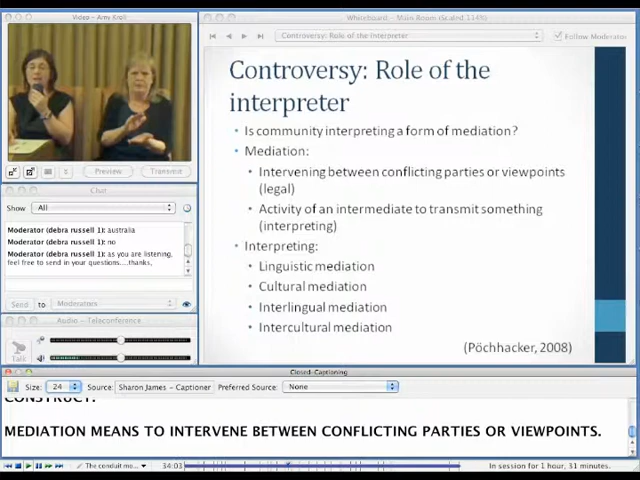 Video - Amy Kroll
Whiteboard - Main Room (Scaled 114%)
Controversy: Role of the interpreter
Follow Moderator
Preview
Transmit
Controversy: Role of the
interpreter
• Is community interpreting a form of mediation?
• Mediation:
• Intervening between conflicting parties or viewpoints
(legal)
• Activity of an intermediate to transmit something
(interpreting)
• Interpreting:
• Linguistic mediation
• Cultural mediation
• Interlingual mediation
• Intercultural mediation
(Pöchhacker, 2008)
Chat
Show
All
Moderator (debra russell 1): australia
Moderator (debra russell 1): no
Moderator (debra russell 1): as you are listening,
feel free to send in your questions....thanks,
Send
to
Moderators
Audio - Teleconference
Talk
Closed-Captioning
Size:
24
Source:
Sharon James - Captioner
Preferred Source:
None
CONSTRUCT.
MEDIATION MEANS TO INTERVENE BETWEEN CONFLICTING PARTIES OR VIEWPOINTS.
The conduit mo...
34:03
In session for 1 hour, 31 minutes.